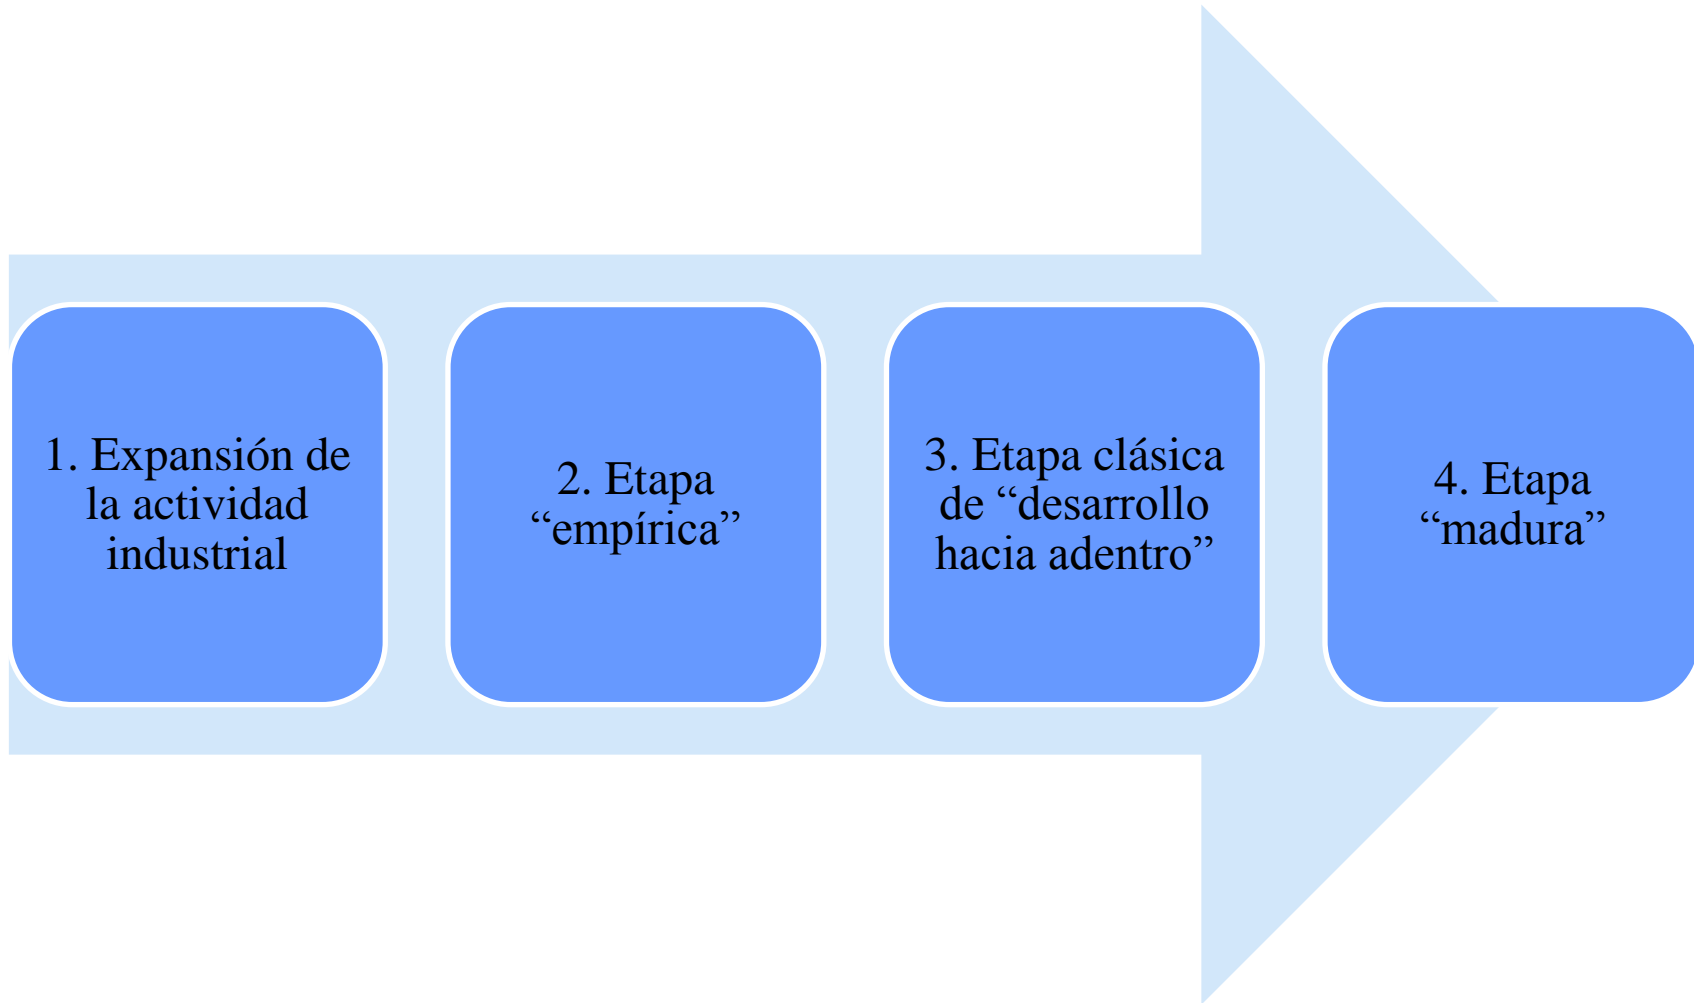 1. Expansión de
la actividad
industrial
2. Etapa
“empírica”
3. Etapa clásica
de “desarrollo
hacia adentro”
4. Etapa
“madura”